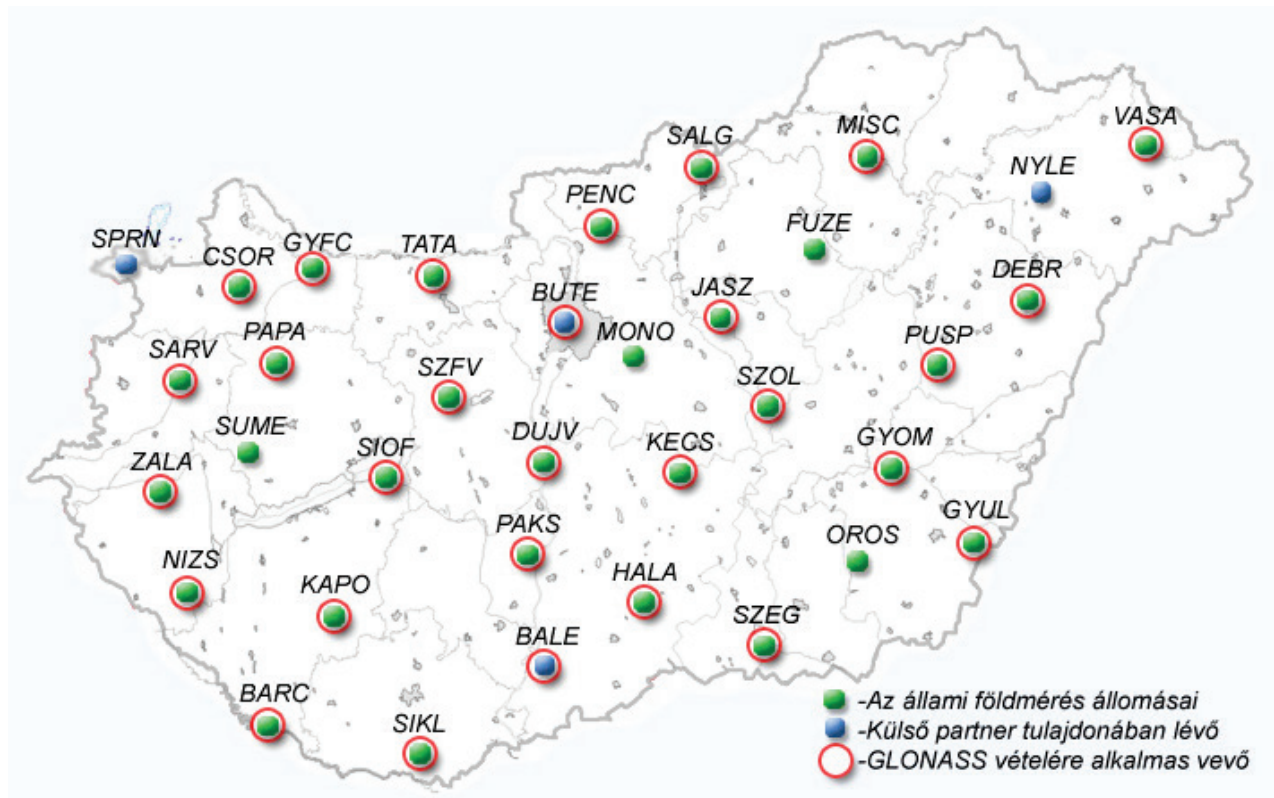 VASA
MISC
SALG
NYLE
PENC
FUZE
SPRN
GYFC
TATA
CSOR
DEBR
JASZ
BUTE
MONO
PAPA
PUSP
SARV
SZFV
SZOL
SUME
DUJV
KECS
GYOM
SIOF
ZALA
GYUL
PAKS
OROS
NIZS
HALA
KAPO
SZEG
BALE
BARC
SIKL
-Az állami földmérés állomásai
-Külső partner tulajdonában lévő
-GLONASS vételére alkalmas vevő